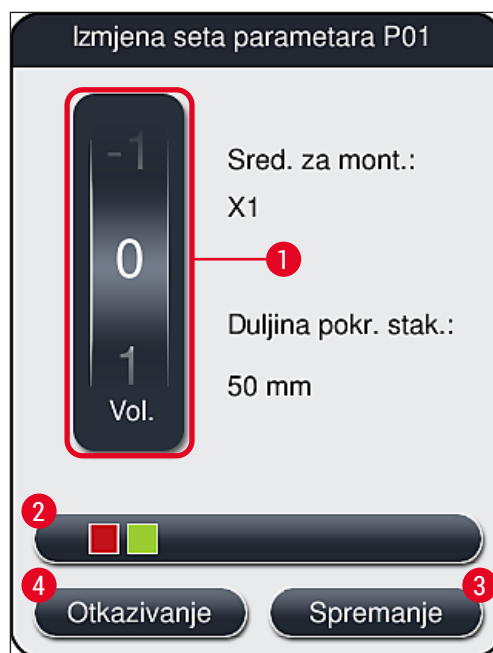 Izmjena seta parametara P01
-1
0
1
Vol.
Sred. za mont.:
X1
1
Duljina pokr. stak.:
50 mm
2
4
Otkazivanje
3
Spremanje